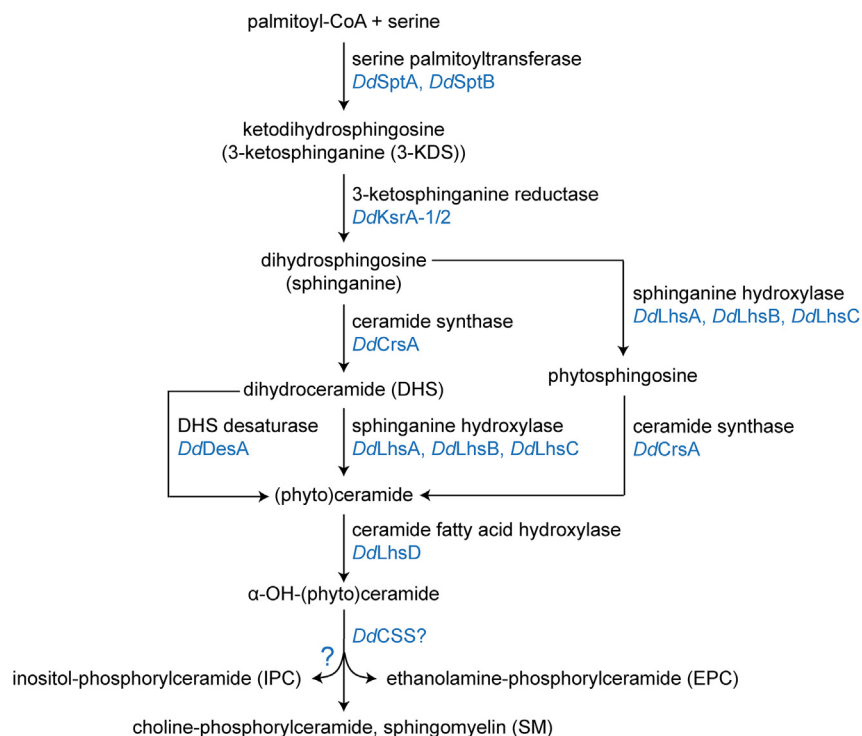 palmitoyl-CoA + serine
serine palmitoyltransferase
DdSptA, DdSptB
ketodihydrosphingosine
(3-ketosphinganine (3-KDS))
3-ketosphinganine reductase
DdKsrA-1/2
dihydrosphingosine
(sphinganine)
sphinganine hydroxylase
DdLhsA, DdLhsB, DdLhsC
ceramide synthase
DdCrsA
phytosphingosine
dihydroceramide (DHS)
DHS desaturase
DdDesA
sphinganine hydroxylase
DdLhsA, DdLhsB, DdLhsC
ceramide synthase
DdCrsA
(phyto)ceramide
ceramide fatty acid hydroxylase
DdLhsD
α-OH-(phyto)ceramide
DdCSS?
?
inositol-phosphorylceramide (IPC)
ethanolamine-phosphorylceramide (EPC)
choline-phosphorylceramide, sphingomyelin (SM)